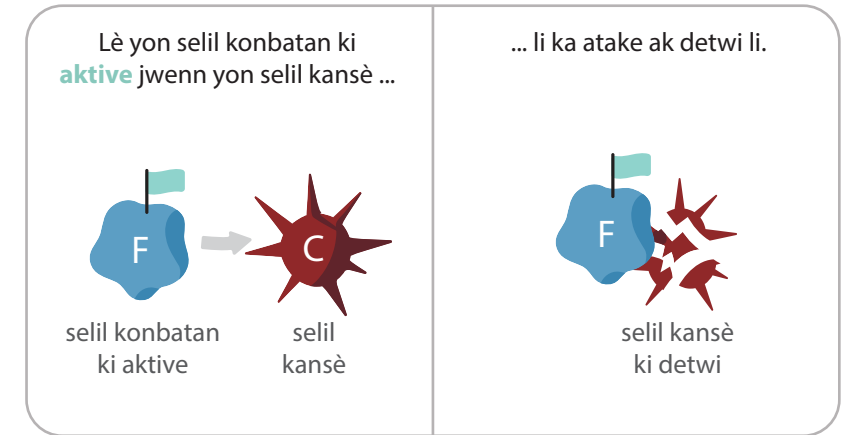 Lè yon selil konbatan ki
aktive jwenn yon selil kansè ...
F
C
selil konbatan
ki aktive
selil
kansè
... li ka atake ak detwi li.
F
selil kansè
ki detwi